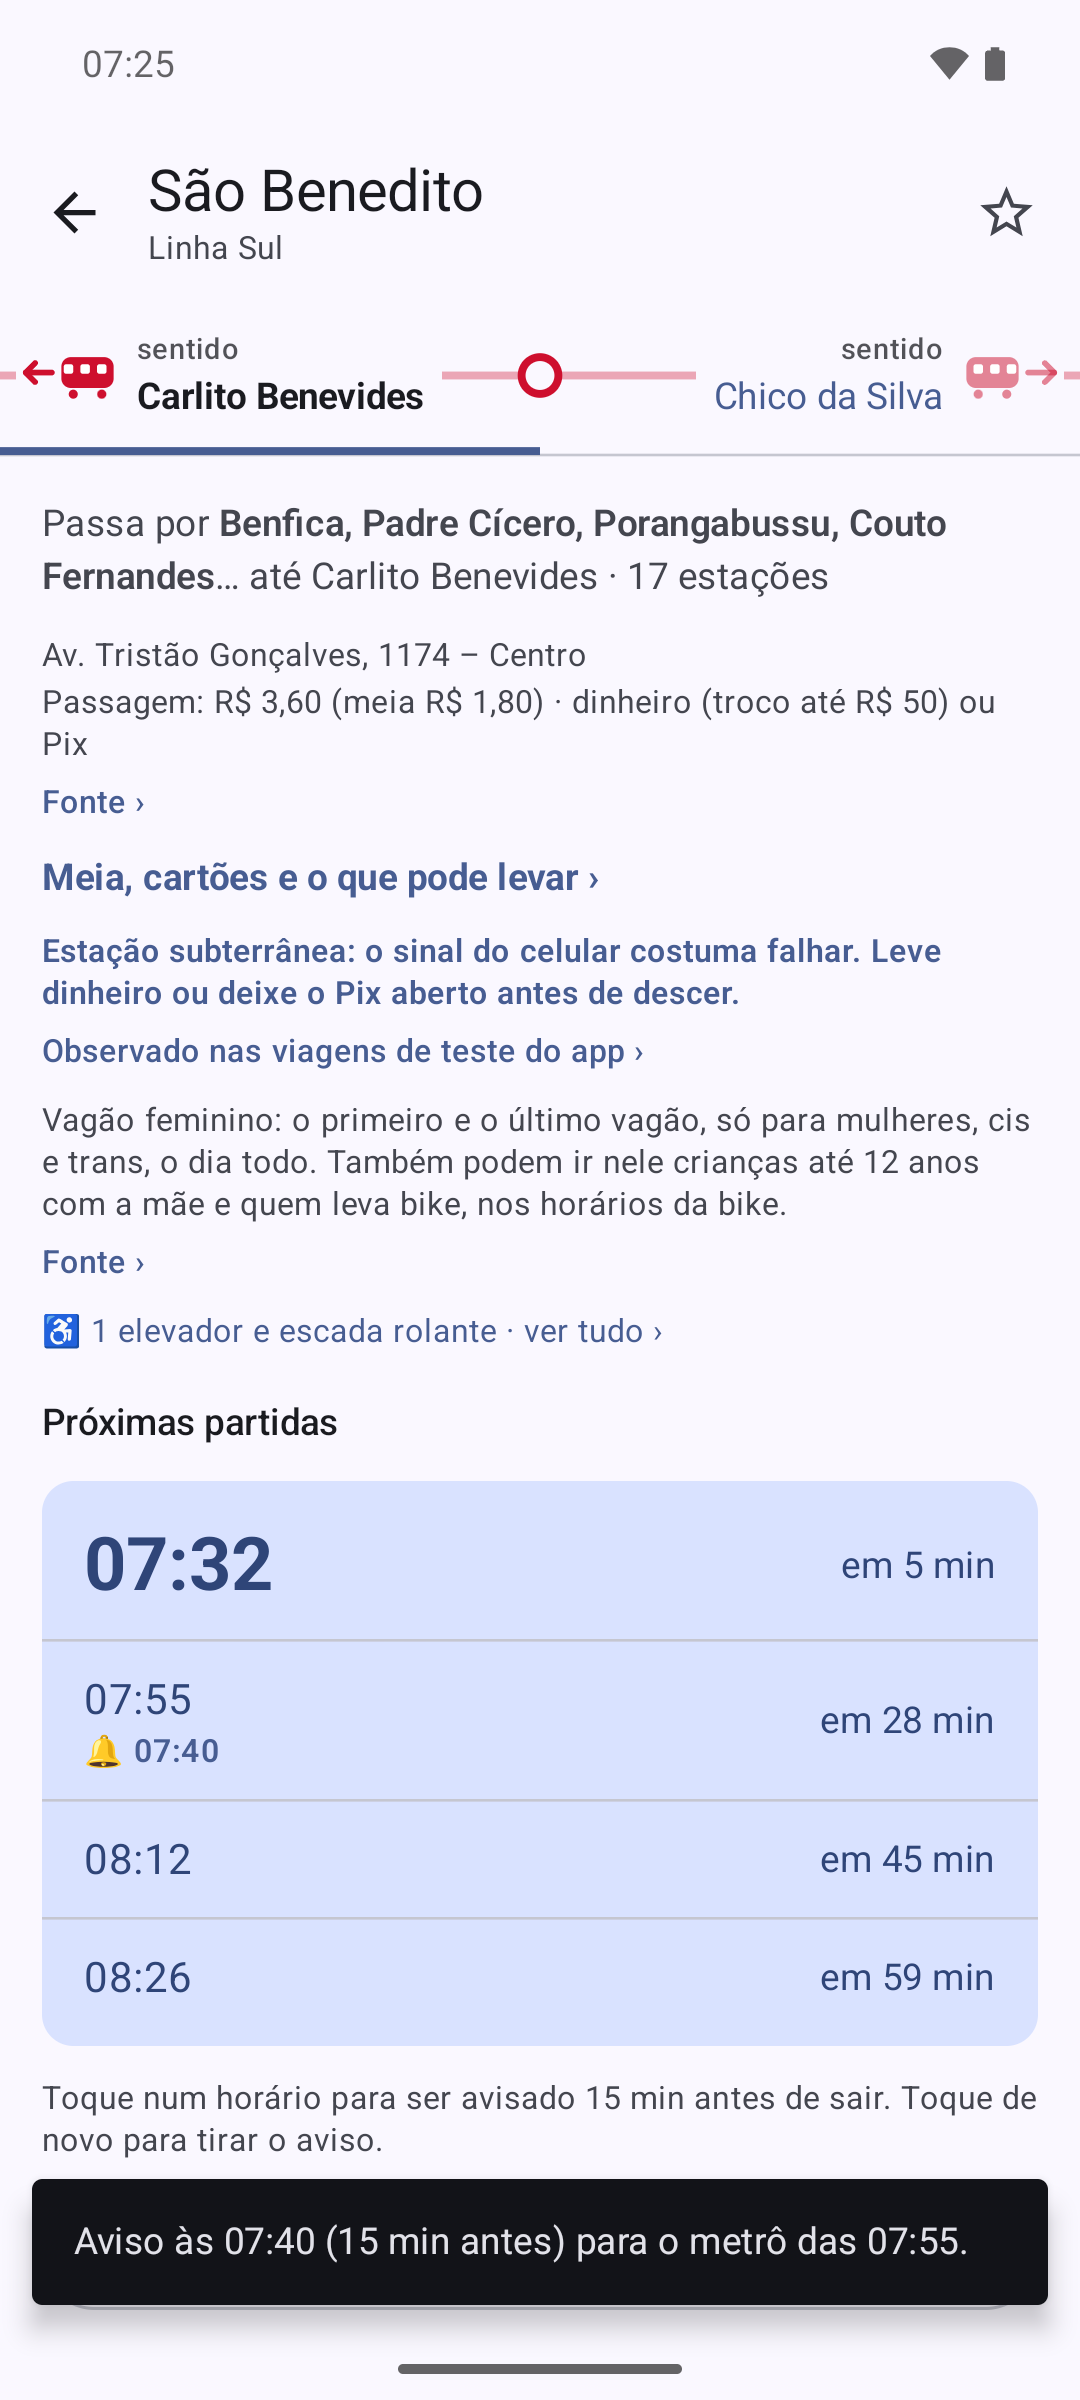 07:25
São Benedito
Linha Sul
sentido
Carlito Benevides
sentido
Chico da Silva
Passa por Benfica, Padre Cícero, Porangabussu, Couto
Fernandes… até Carlito Benevides · 17 estações
Av. Tristão Gonçalves, 1174 – Centro
Passagem: R$ 3,60 (meia R$ 1,80) · dinheiro (troco até R$ 50) ou
Pix
Fonte ›
Meia, cartões e o que pode levar ›
Estação subterrânea: o sinal do celular costuma falhar. Leve
dinheiro ou deixe o Pix aberto antes de descer.
Observado nas viagens de teste do app ›
Vagão feminino: o primeiro e o último vagão, só para mulheres, cis
e trans, o dia todo. Também podem ir nele crianças até 12 anos
com a mãe e quem leva bike, nos horários da bike.
Fonte ›
♿ 1 elevador e escada rolante · ver tudo ›
Próximas partidas
07:32 em 5 min
07:55 em 28 min
🔔 07:40
08:12 em 45 min
08:26 em 59 min
Toque num horário para ser avisado 15 min antes de sair. Toque de
novo para tirar o aviso.
Aviso às 07:40 (15 min antes) para o metrô das 07:55.